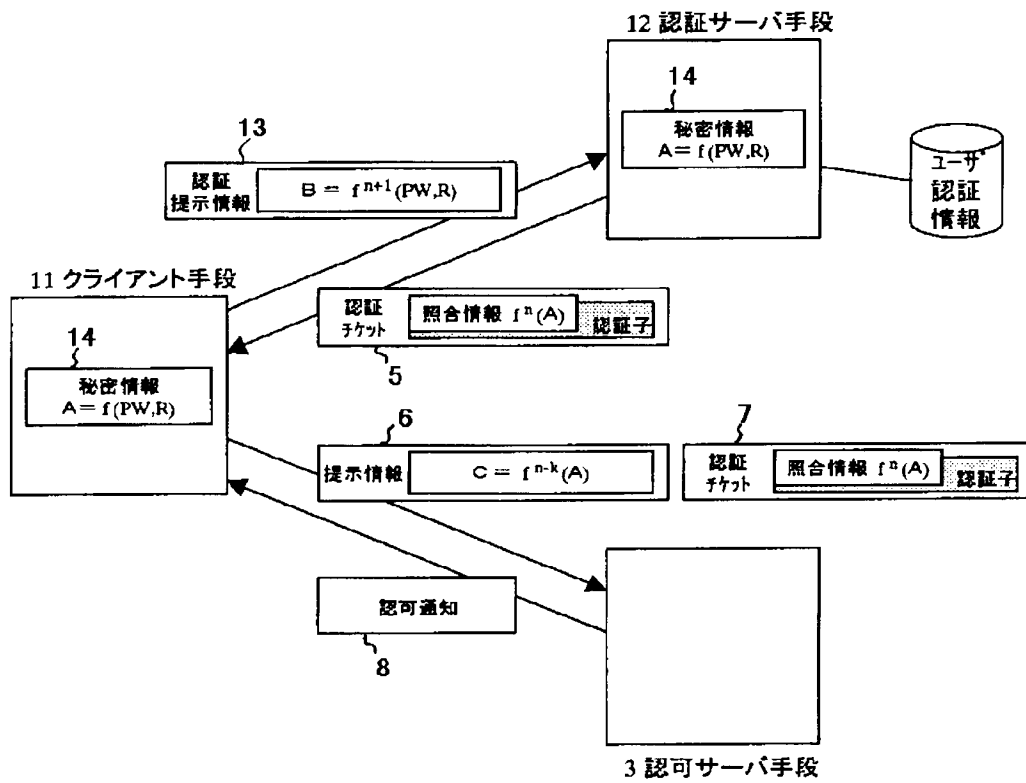 12 認証サーバ手段
14
秘密情報
A = f(PW,R)
ユーザ
認証
情報
13
認証
提示情報
B = f^{n+1}(PW,R)
11 クライアント手段
14
秘密情報
A = f(PW,R)
認証
チケット
照合情報 f^n(A)
認証子
5
6
提示情報
C = f^{n-k}(A)
7
認証
チケット
照合情報 f^n(A)
認証子
認可通知
8
3 認可サーバ手段